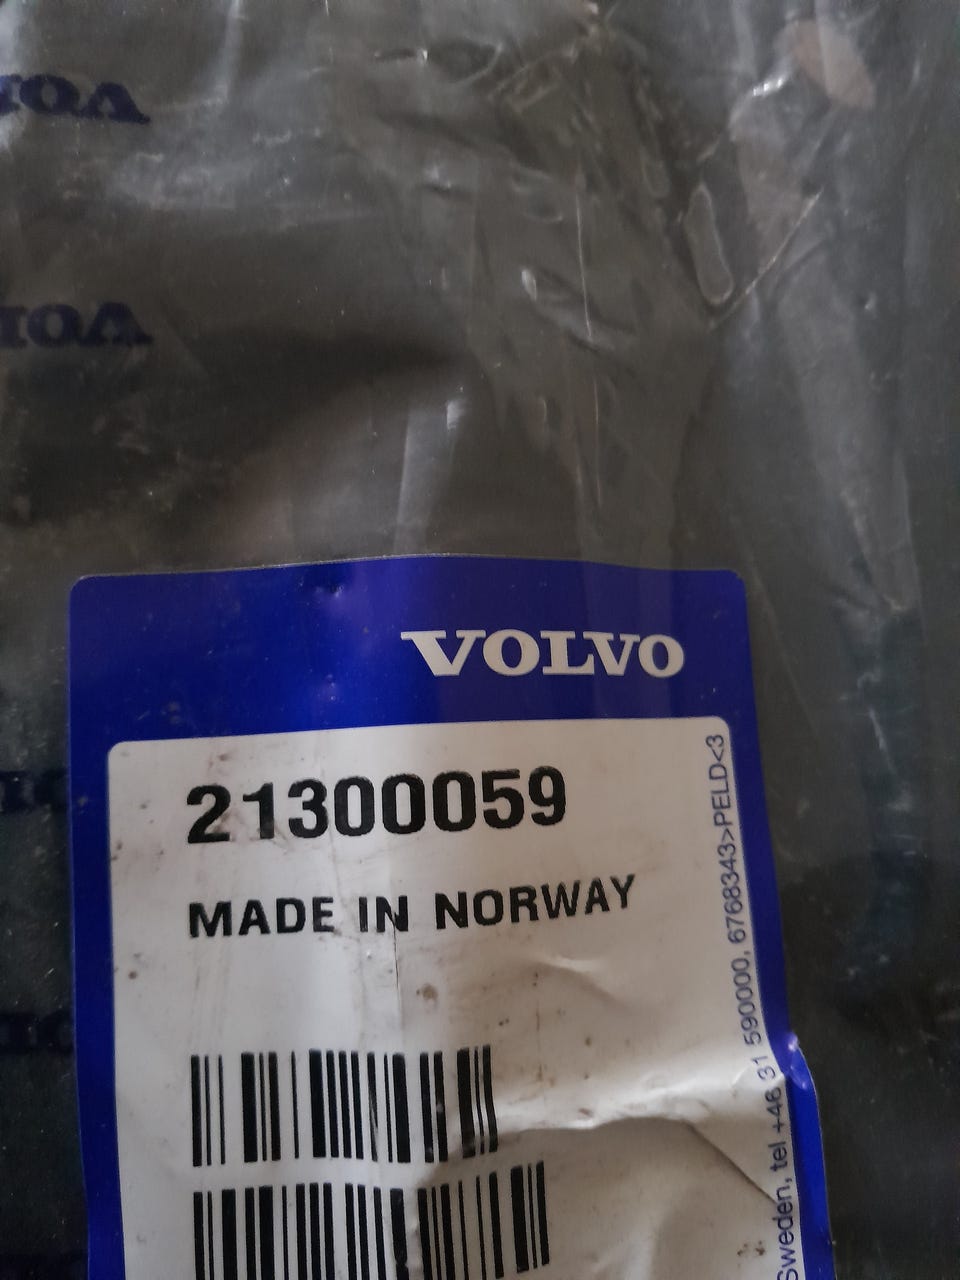 VOLVO
21300059
MADE IN NORWAY
Sweden, tel +46 31 590000, 6768343>PELD<3